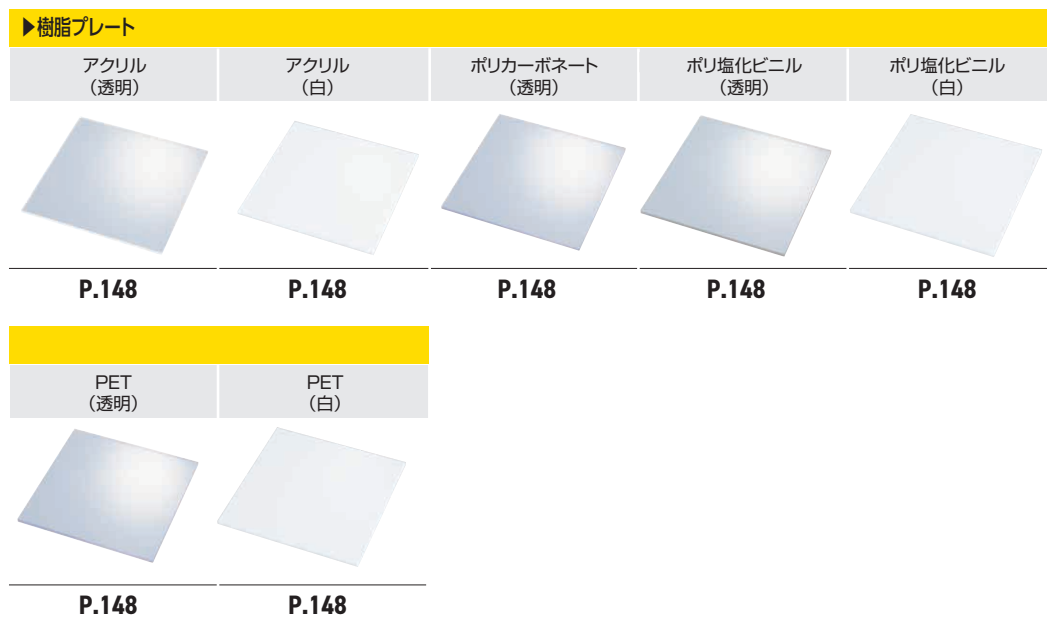 ▶樹脂プレート
アクリル
（透明）
アクリル
（白）
ポリカーボネート
（透明）
ポリ塩化ビニル
（透明）
ポリ塩化ビニル
（白）
P.148
P.148
P.148
P.148
P.148
PET
（透明）
PET
（白）
P.148
P.148